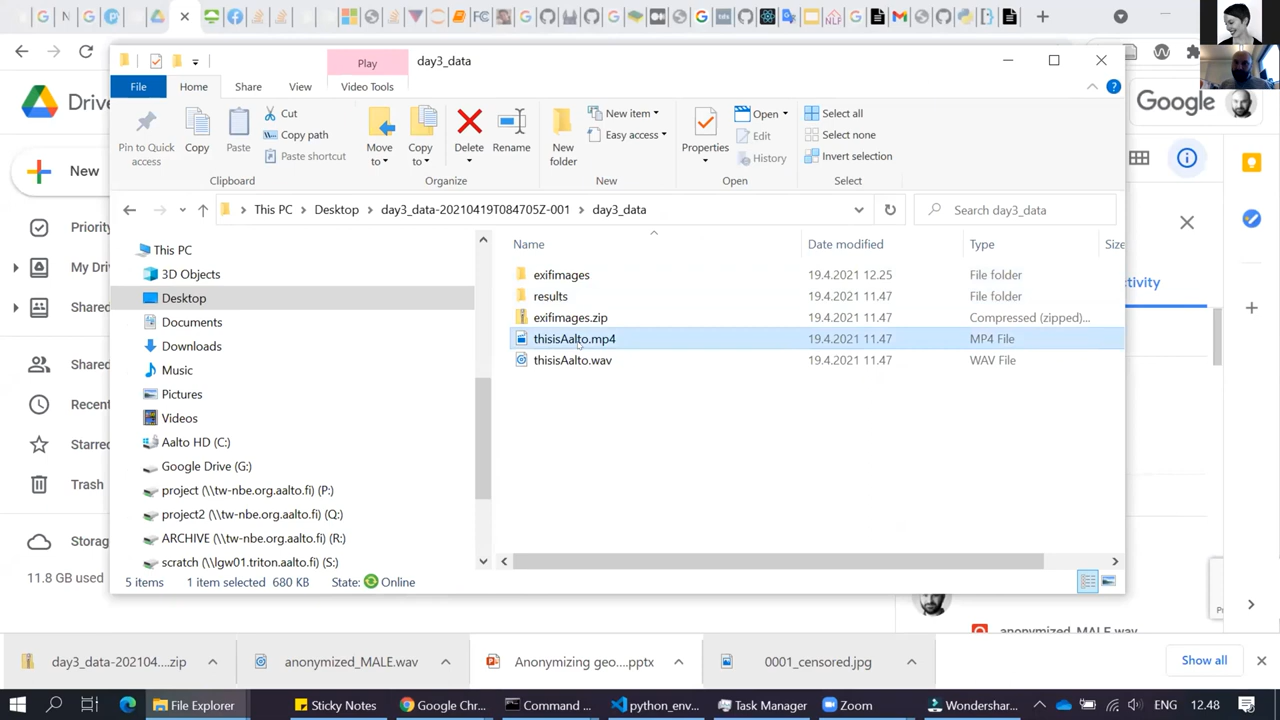 day3_data
Play
File
Home
Share
View
Video Tools
Pin to Quick access
Copy
Paste
Cut
Copy path
Paste shortcut
Clipboard
Move to
Copy to
Delete
Rename
Organize
New folder
New item
Easy access
New
Properties
Open
Edit
History
Open
Select all
Select none
Invert selection
Select
This PC
Desktop
day3_data-20210419T084705Z-001
day3_data
Search day3_data
Name
Date modified
Type
Size
exifimages
19.4.2021 12.25
File folder
results
19.4.2021 11.47
File folder
exifimages.zip
19.4.2021 11.47
Compressed (zipped)...
thisisAalto.mp4
19.4.2021 11.47
MP4 File
thisisAalto.wav
19.4.2021 11.47
WAV File
This PC
3D Objects
Desktop
Documents
Downloads
Music
Pictures
Videos
Aalto HD (C:)
Google Drive (G:)
project (\\tw-nbe.org.aalto.fi) (P:)
project2 (\\tw-nbe.org.aalto.fi) (Q:)
ARCHIVE (\\tw-nbe.org.aalto.fi) (R:)
scratch (\\lgw01.triton.aalto.fi) (S:)
5 items
1 item selected 680 KB
State: Online
Drive
New
Priority
My Dri
Shared
Shared
Recent
Starred
Trash
Storag
11.8 GB used
Google
ctivity
anonymized_MALE.wav
day3_data-202104....zip
anonymized_MALE.wav
Anonymizing geo....pptx
0001_censored.jpg
Show all
File Explorer
Sticky Notes
Google Chr...
Command ...
python_env...
Task Manager
Zoom
Wondershar...
ENG
12.48